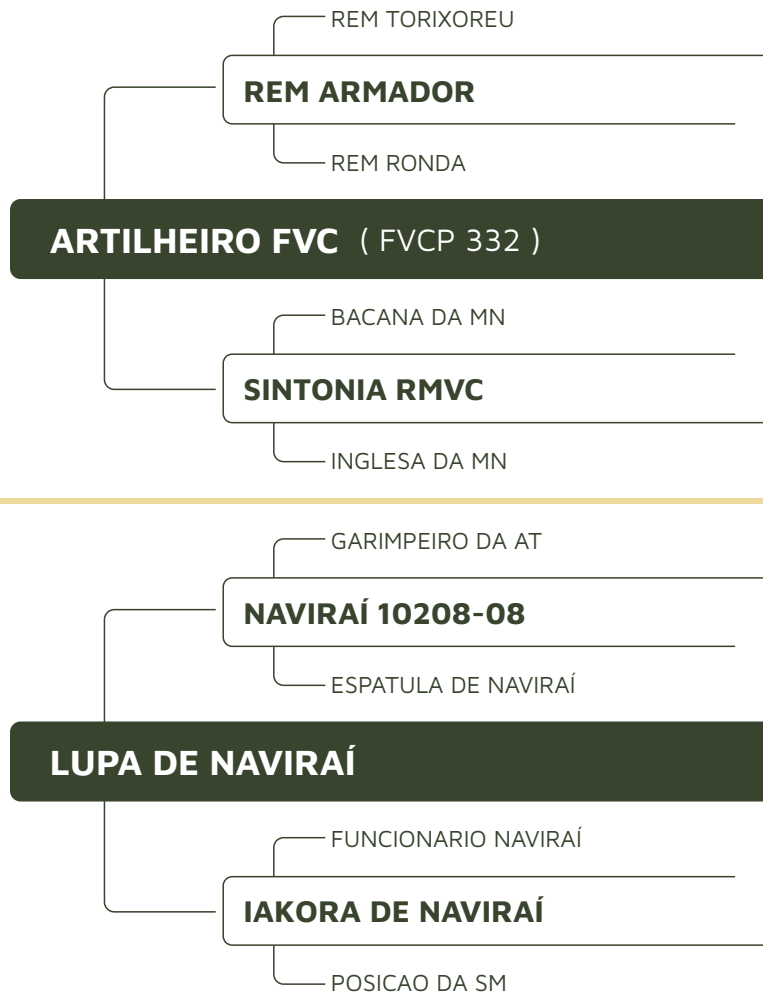 REM TORIXOREU
REM ARMADOR
REM RONDA
ARTILHEIRO FVC ( FVCP 332 )
BACANA DA MN
SINTONIA RMVC
INGLESA DA MN
GARIMPEIRO DA AT
NAVIRAÍ 10208-08
ESPATULA DE NAVIRAÍ
LUPA DE NAVIRAÍ
FUNCIONARIO NAVIRAÍ
IAKORA DE NAVIRAÍ
POSICAO DA SM